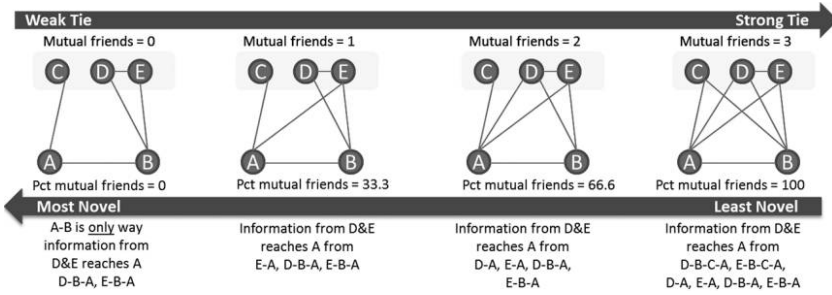 Weak Tie
Strong Tie
Mutual friends = 0
Mutual friends = 1
Mutual friends = 2
Mutual friends = 3
C D E
C D E
C D E
C D E
A B
A B
A B
A B
Pct mutual friends = 0
Pct mutual friends = 33.3
Pct mutual friends = 66.6
Pct mutual friends = 100
Most Novel
Least Novel
A-B is only way
information from
D&E reaches A
D-B-A, E-B-A
Information from D&E
reaches A from
E-A, D-B-A, E-B-A
Information from D&E
reaches A from
D-A, E-A, D-B-A,
E-B-A
Information from D&E
reaches A from
D-B-C-A, E-B-C-A,
D-A, E-A, D-B-A, E-B-A